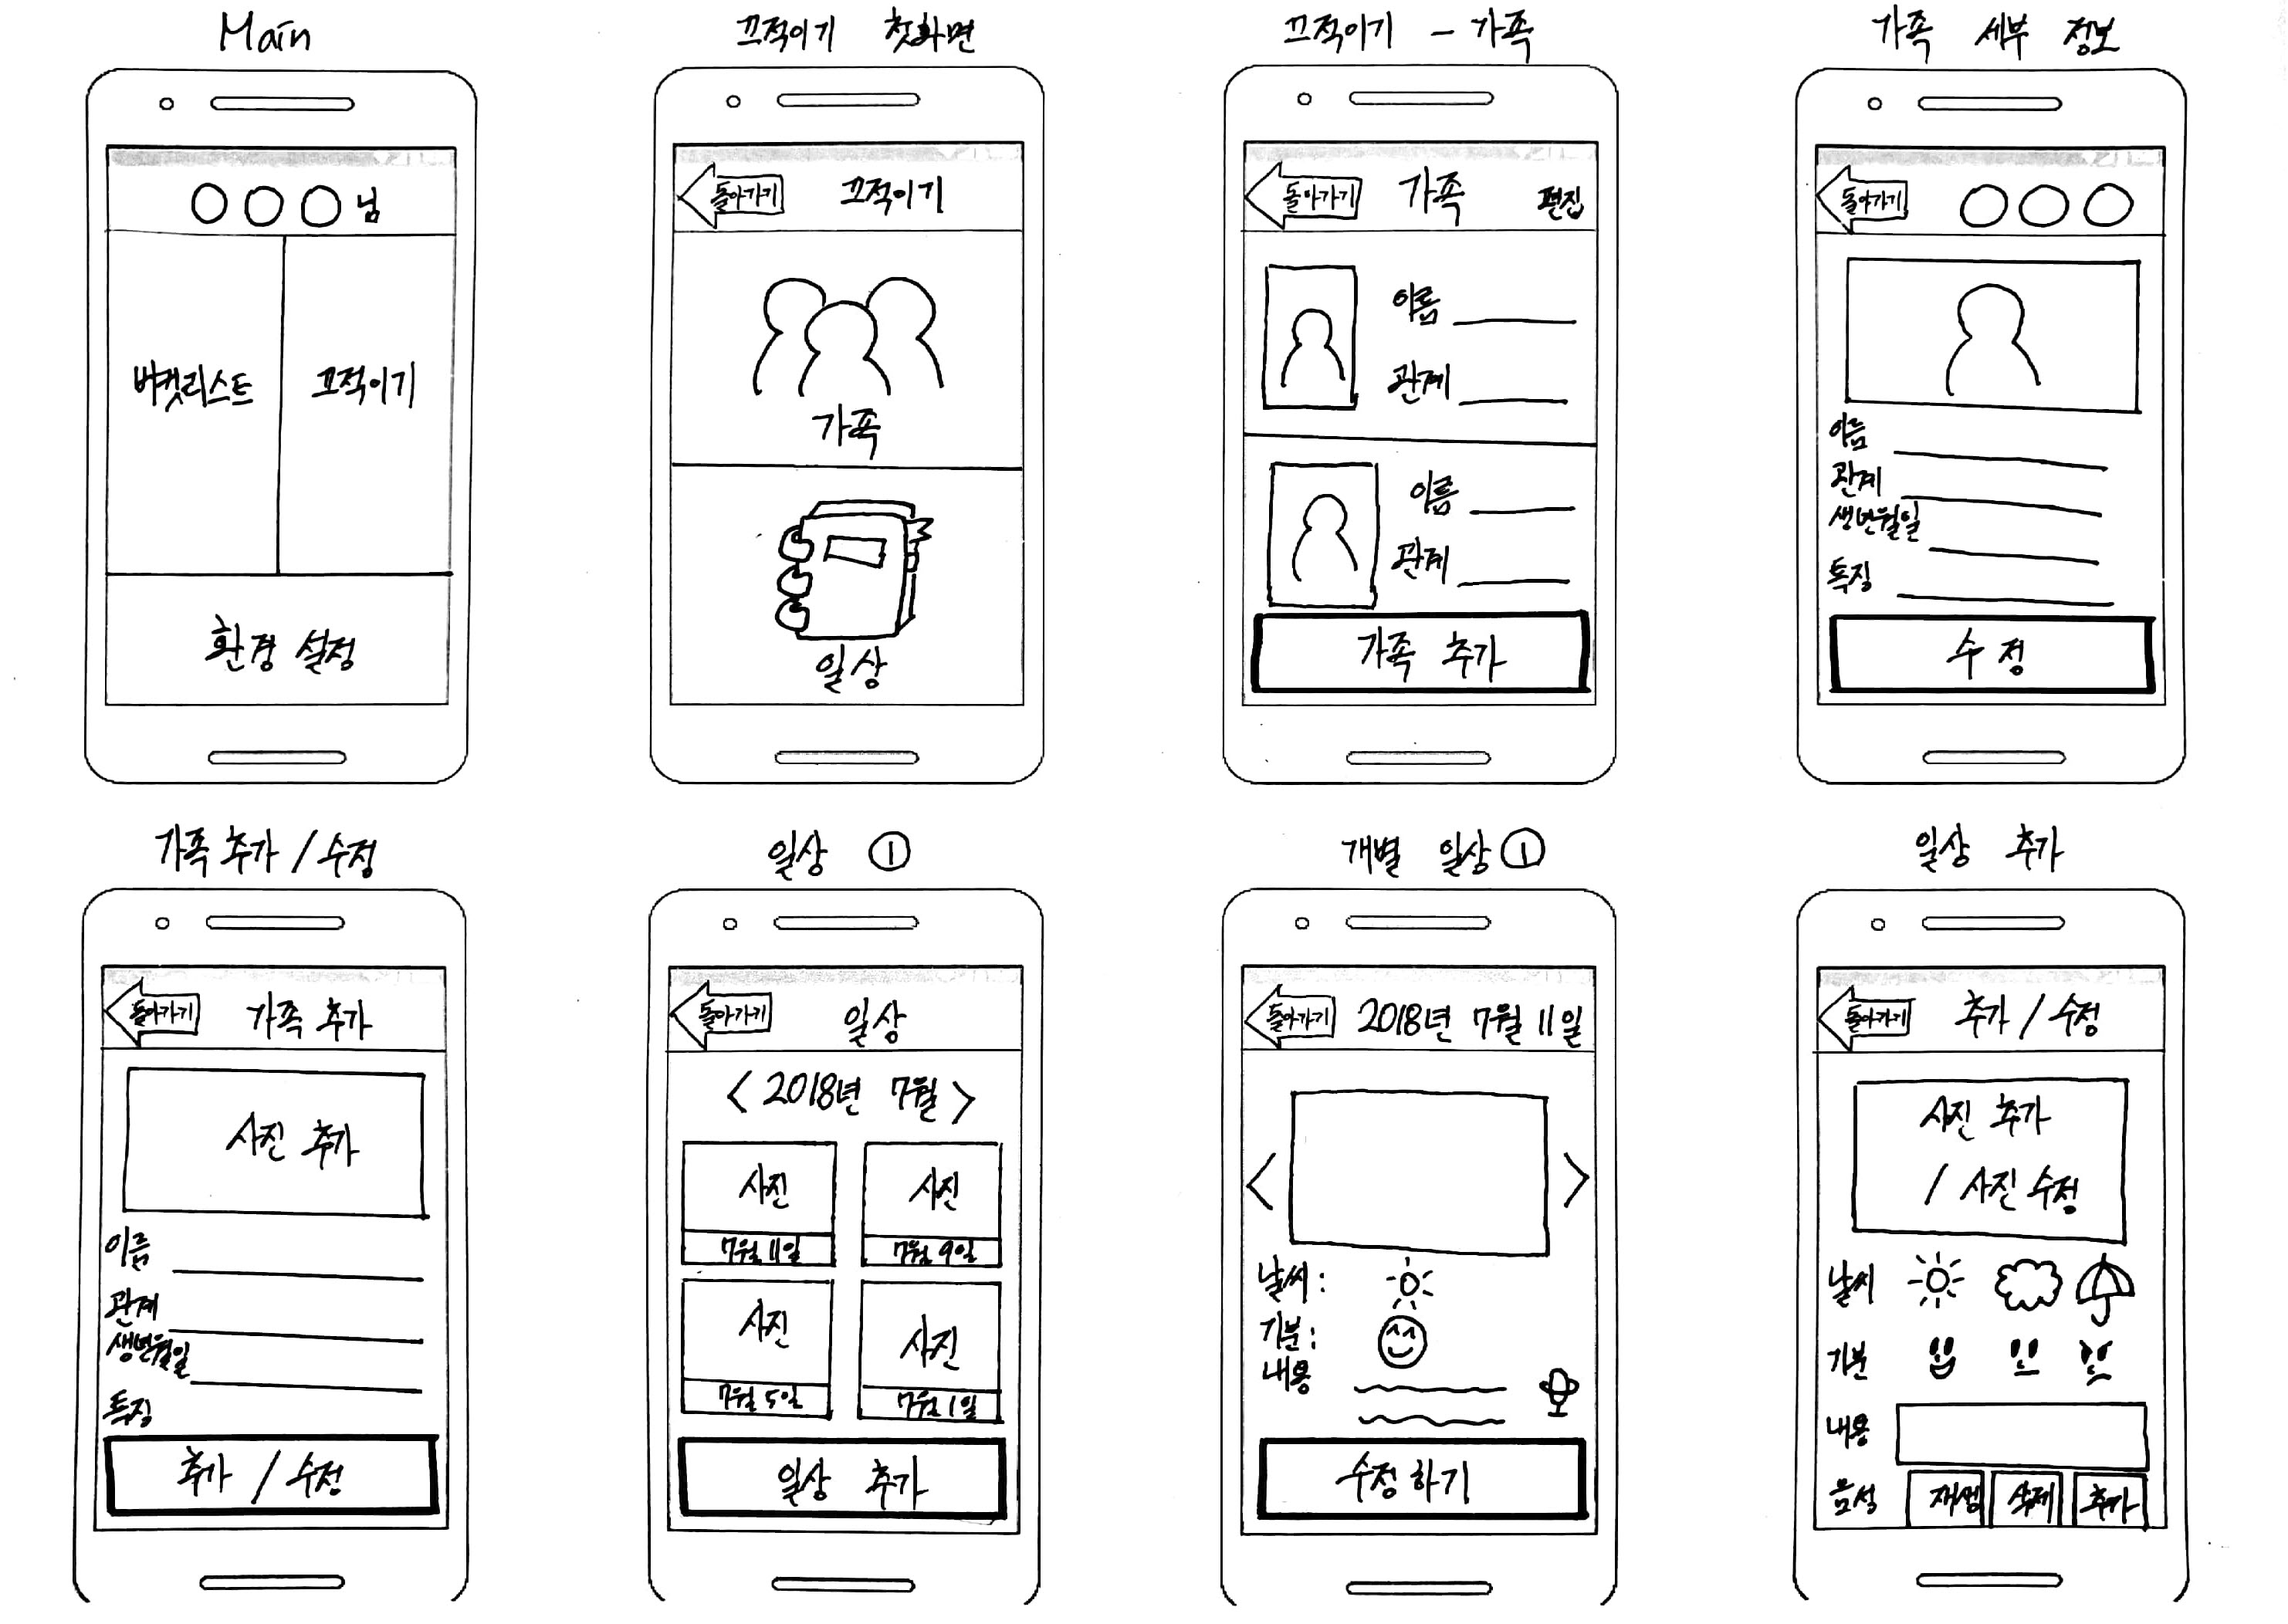 Main
○○○님
버킷리스트
끄적이기
환경 설정
끄적이기 첫화면
돌아가기
끄적이기
가족
일상
끄적이기 - 가족
돌아가기
가족
편집
이름
관계
이름
관계
가족 추가
가족 세부 정보
돌아가기
○○○
이름
관계
생년월일
특징
수정
가족 추가 / 수정
돌아가기
가족 추가
사진 추가
이름
관계
생년월일
특징
추가 / 수정
일상 ①
돌아가기
일상
< 2018년 7월 >
사진
사진
7월 11일
7월 9일
사진
사진
7월 5일
7월 1일
일상 추가
개별 일상 ①
돌아가기
2018년 7월 11일
< >
날씨 :
기분 :
내용
수정하기
일상 추가
돌아가기
추가 / 수정
사진 추가
/ 사진 수정
날씨
기분
내용
음성
재생
삭제
추가